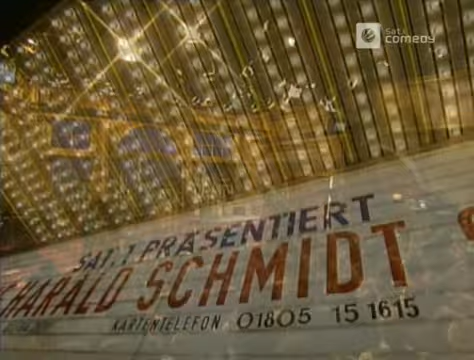 Sat.1
comedy
SAT.1 PRÄSENTIERT
HARALD SCHMIDT
KARTENTELEFON 01805 15 1615